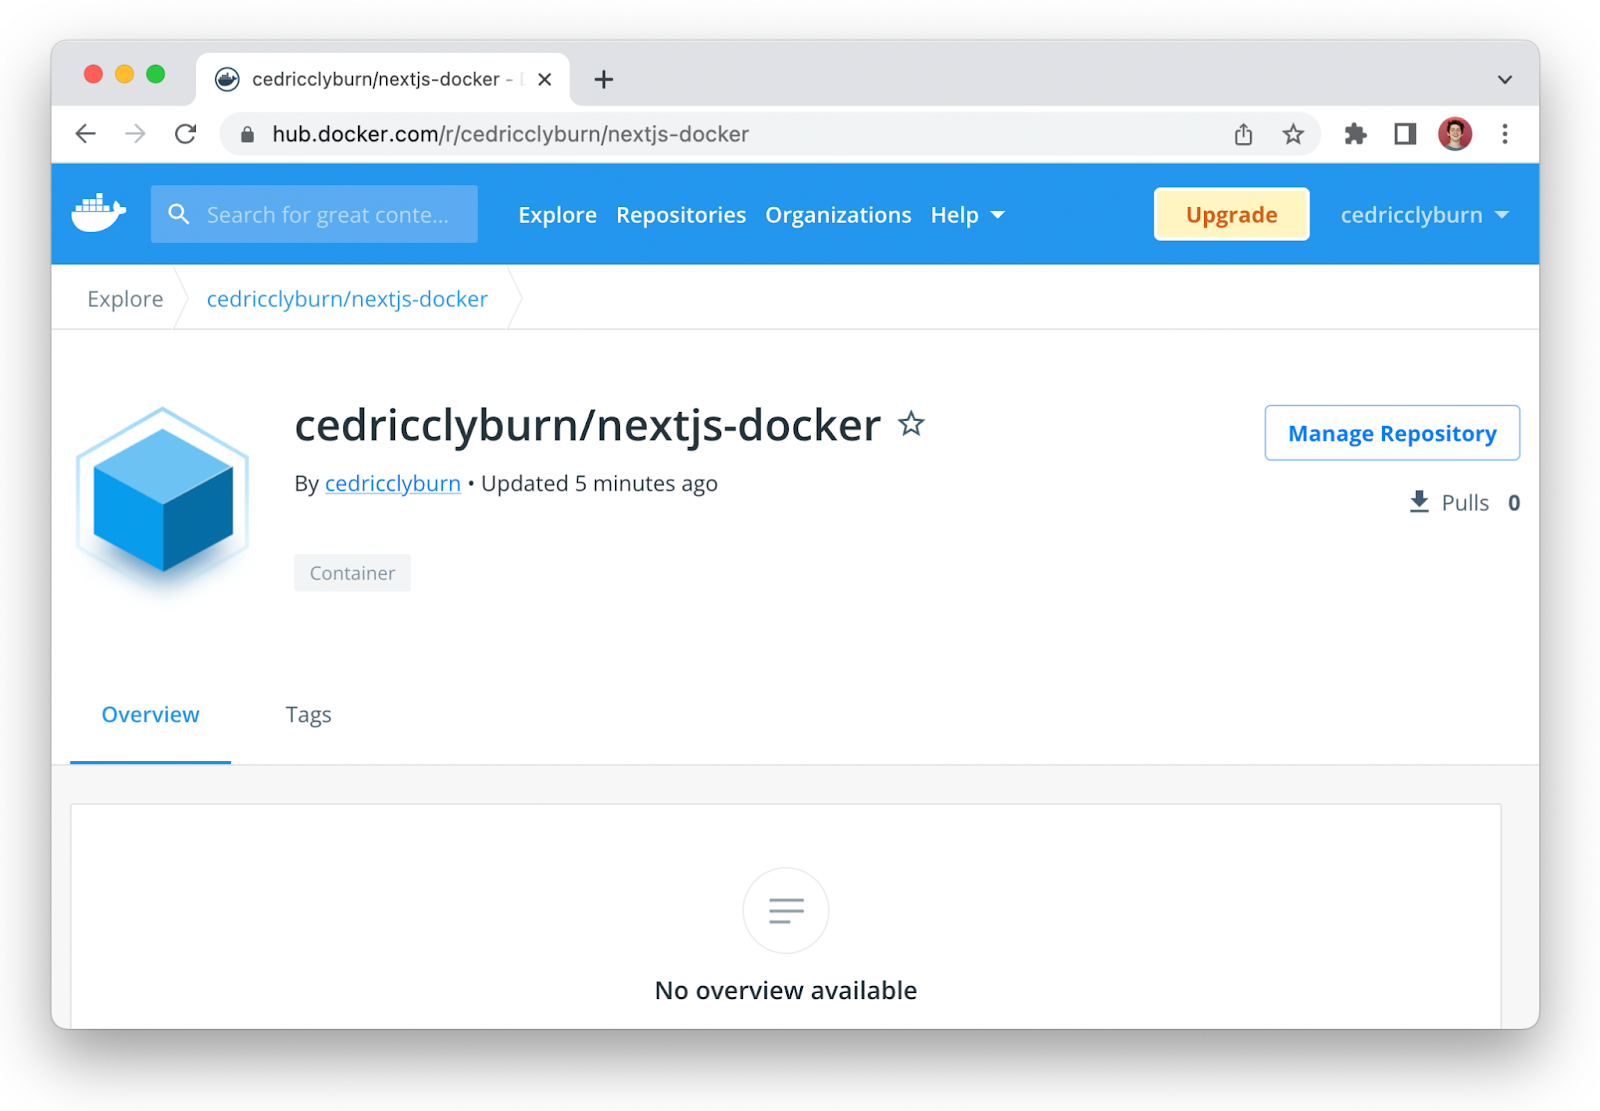 cedricclyburn/nextjs-docker -
hub.docker.com/r/cedricclyburn/nextjs-docker
Search for great conte... Explore Repositories Organizations Help Upgrade cedricclyburn
Explore cedricclyburn/nextjs-docker
cedricclyburn/nextjs-docker
Manage Repository
By cedricclyburn • Updated 5 minutes ago
Pulls 0
Container
Overview Tags
No overview available